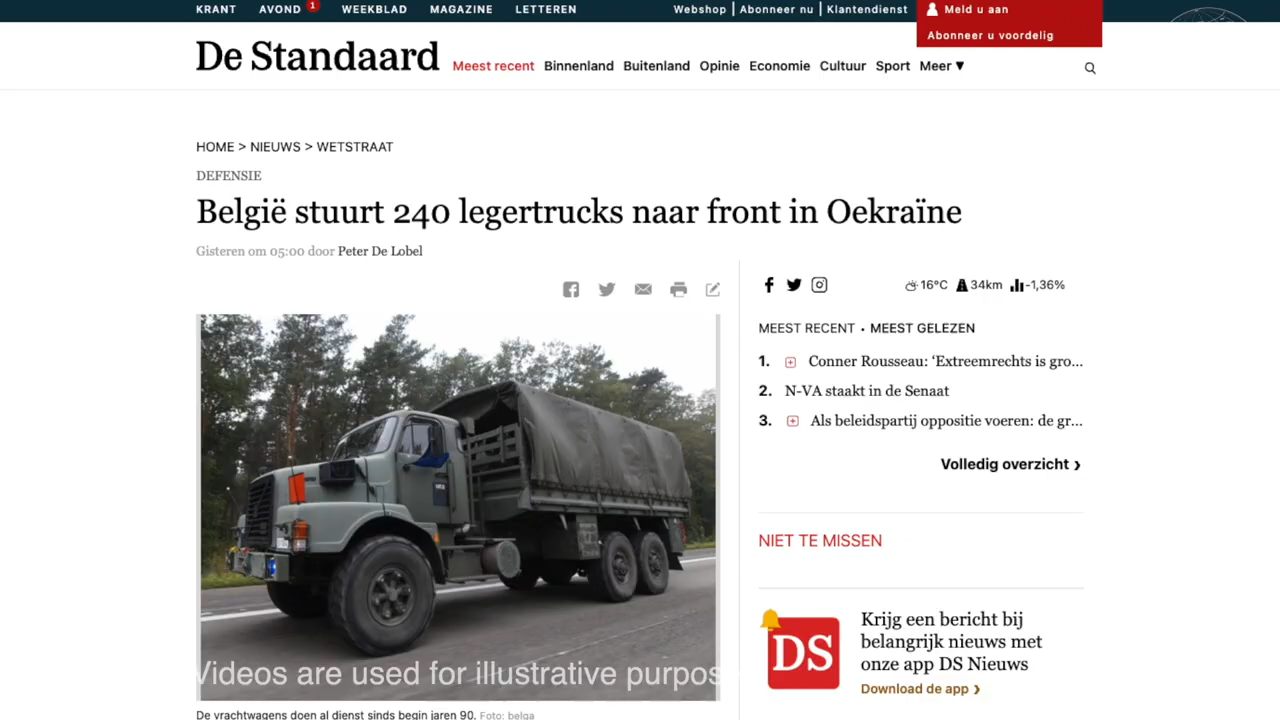 KRANT AVOND 1 WEEKBLAD MAGAZINE LETTEREN Webshop | Abonneer nu | Klantendienst Meld u aan
Abonneer u voordelig
De Standaard Meest recent Binnenland Buitenland Opinie Economie Cultuur Sport Meer ▼
HOME > NIEUWS > WETSTRAAT
DEFENSIE
België stuurt 240 legertrucks naar front in Oekraïne
Gisteren om 05:00 door Peter De Lobel
16°C 34km -1,36%
MEEST RECENT • MEEST GELEZEN
1. Conner Rousseau: ‘Extreemrechts is gro...
2. N-VA staakt in de Senaat
3. Als beleidspartij oppositie voeren: de gr...
Volledig overzicht ›
NIET TE MISSEN
DS
Krijg een bericht bij
belangrijk nieuws met
onze app DS Nieuws
Download de app ›
Videos are used for illustrative purpos
De vrachtwagens doen al dienst sinds begin jaren 90. Foto: belga